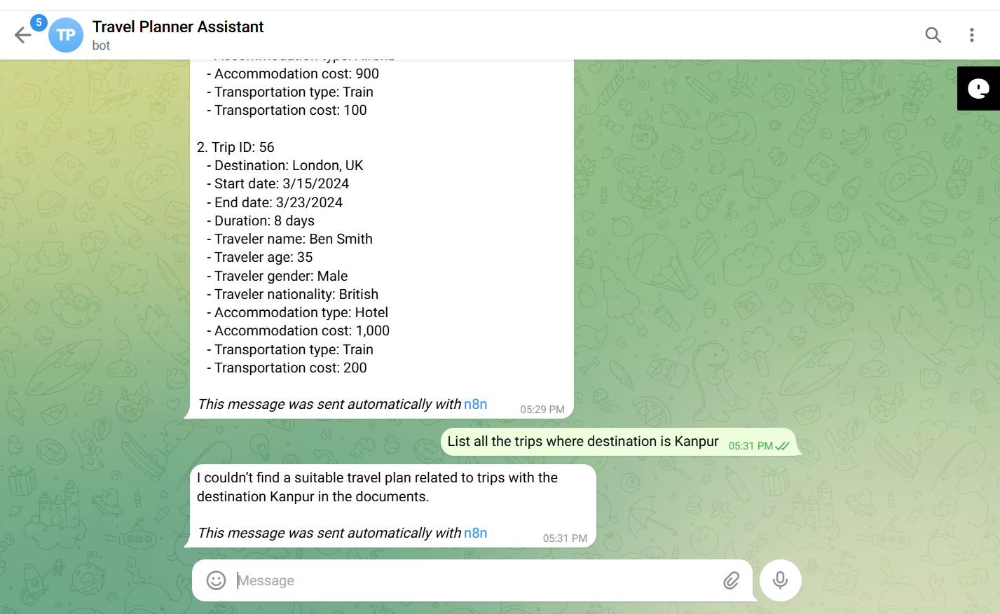 5
TP
Travel Planner Assistant
bot
- Accommodation type: Airbnb
- Accommodation cost: 900
- Transportation type: Train
- Transportation cost: 100
2. Trip ID: 56
- Destination: London, UK
- Start date: 3/15/2024
- End date: 3/23/2024
- Duration: 8 days
- Traveler name: Ben Smith
- Traveler age: 35
- Traveler gender: Male
- Traveler nationality: British
- Accommodation type: Hotel
- Accommodation cost: 1,000
- Transportation type: Train
- Transportation cost: 200
This message was sent automatically with n8n
05:29 PM
List all the trips where destination is Kanpur
05:31 PM
I couldn’t find a suitable travel plan related to trips with the
destination Kanpur in the documents.
This message was sent automatically with n8n
05:31 PM
Message